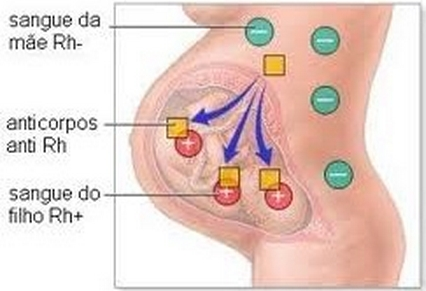 sangue da
mãe Rh-
anticorpos
anti Rh
sangue do
filho Rh+